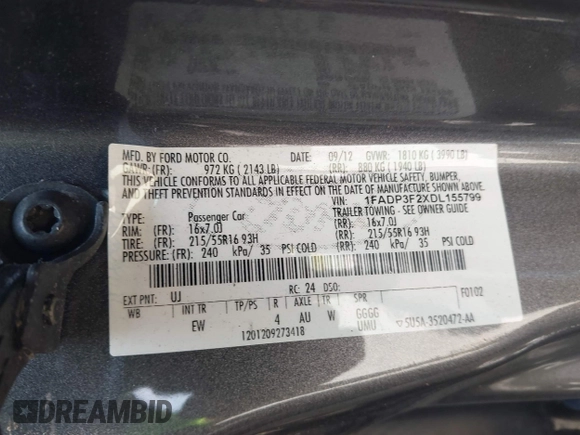 MFD. BY FORD MOTOR CO. DATE: 09/12 GVWR: 1810 KG ( 3990 LB)
GAWR: (FR): 972 KG ( 2143 LB) (RR): 880 KG ( 1940 LB)
THIS VEHICLE CONFORMS TO ALL APPLICABLE FEDERAL MOTOR VEHICLE SAFETY, BUMPER,
AND THEFT PREVENTION STANDARDS IN EFFECT ON THE DATE OF MANUFACTURE SHOWN ABOVE.
VIN: 1FADP3F2XDL155799
TYPE: Passenger Car TRAILER TOWING - SEE OWNER GUIDE
RIM: (FR): 16x7.0J (RR): 16x7.0J
TIRE: (FR): 215/55R16 93H (RR): 215/55R16 93H
PRESSURE: (FR): 240 kPa/ 35 PSI COLD (RR): 240 kPa/ 35 PSI COLD
EXT PNT: UJ RC: 24 DSO: F0102
WB INT TR TP/PS R AXLE TR SPR
EW 4 AU W GGGG
UMU
1201209273418 5U5A-3520472-AA
DREAMBID